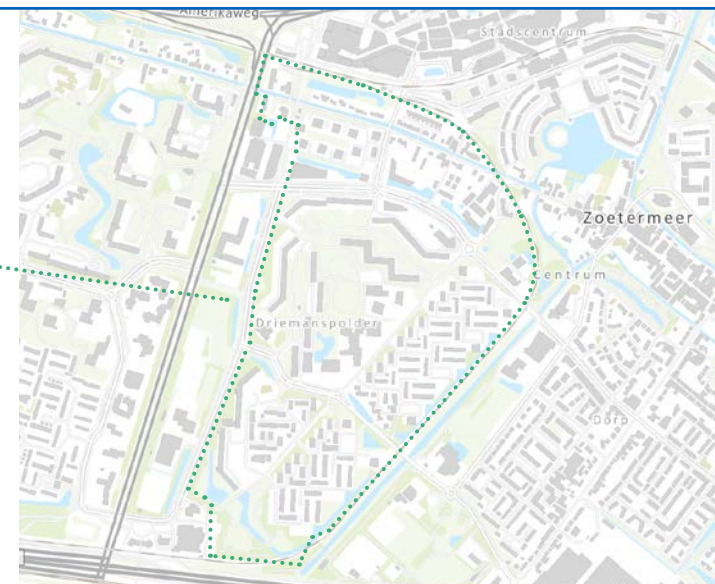 Amerikaweg
Stadscentrum
Zoetermeer
Centrum
Driemanspolder
Dorp